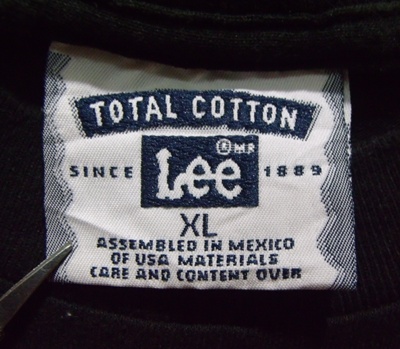 TOTAL COTTON
® MR
SINCE Lee 1889
XL
ASSEMBLED IN MEXICO
OF USA MATERIALS
CARE AND CONTENT OVER